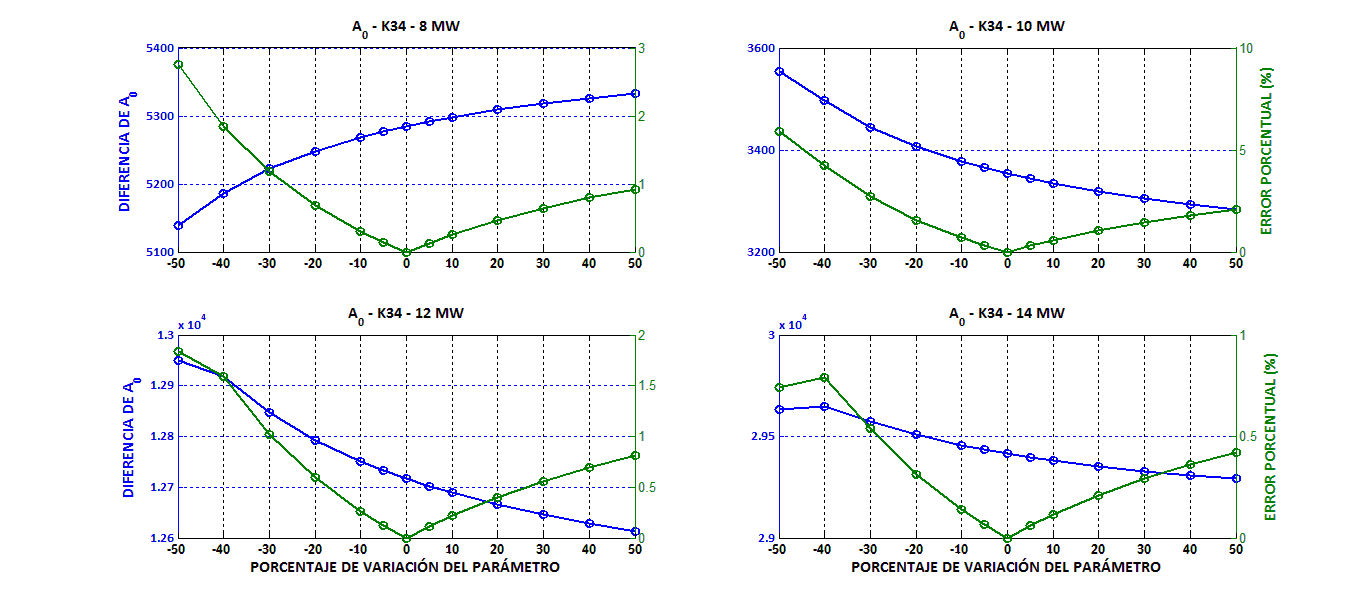 A0 - K34 - 8 MW
DIFERENCIA DE A0
5400
5300
5200
5100
3
2
1
0
-50 -40 -30 -20 -10 0 10 20 30 40 50
A0 - K34 - 10 MW
3600
3400
3200
10
5
0
ERROR PORCENTUAL (%)
-50 -40 -30 -20 -10 0 10 20 30 40 50
A0 - K34 - 12 MW
x 10^4
DIFERENCIA DE A0
1.3
1.29
1.28
1.27
1.26
2
1.5
1
0.5
0
-50 -40 -30 -20 -10 0 10 20 30 40 50
PORCENTAJE DE VARIACIÓN DEL PARÁMETRO
A0 - K34 - 14 MW
x 10^4
3
2.95
2.9
1
0.5
0
ERROR PORCENTUAL (%)
-50 -40 -30 -20 -10 0 10 20 30 40 50
PORCENTAJE DE VARIACIÓN DEL PARÁMETRO